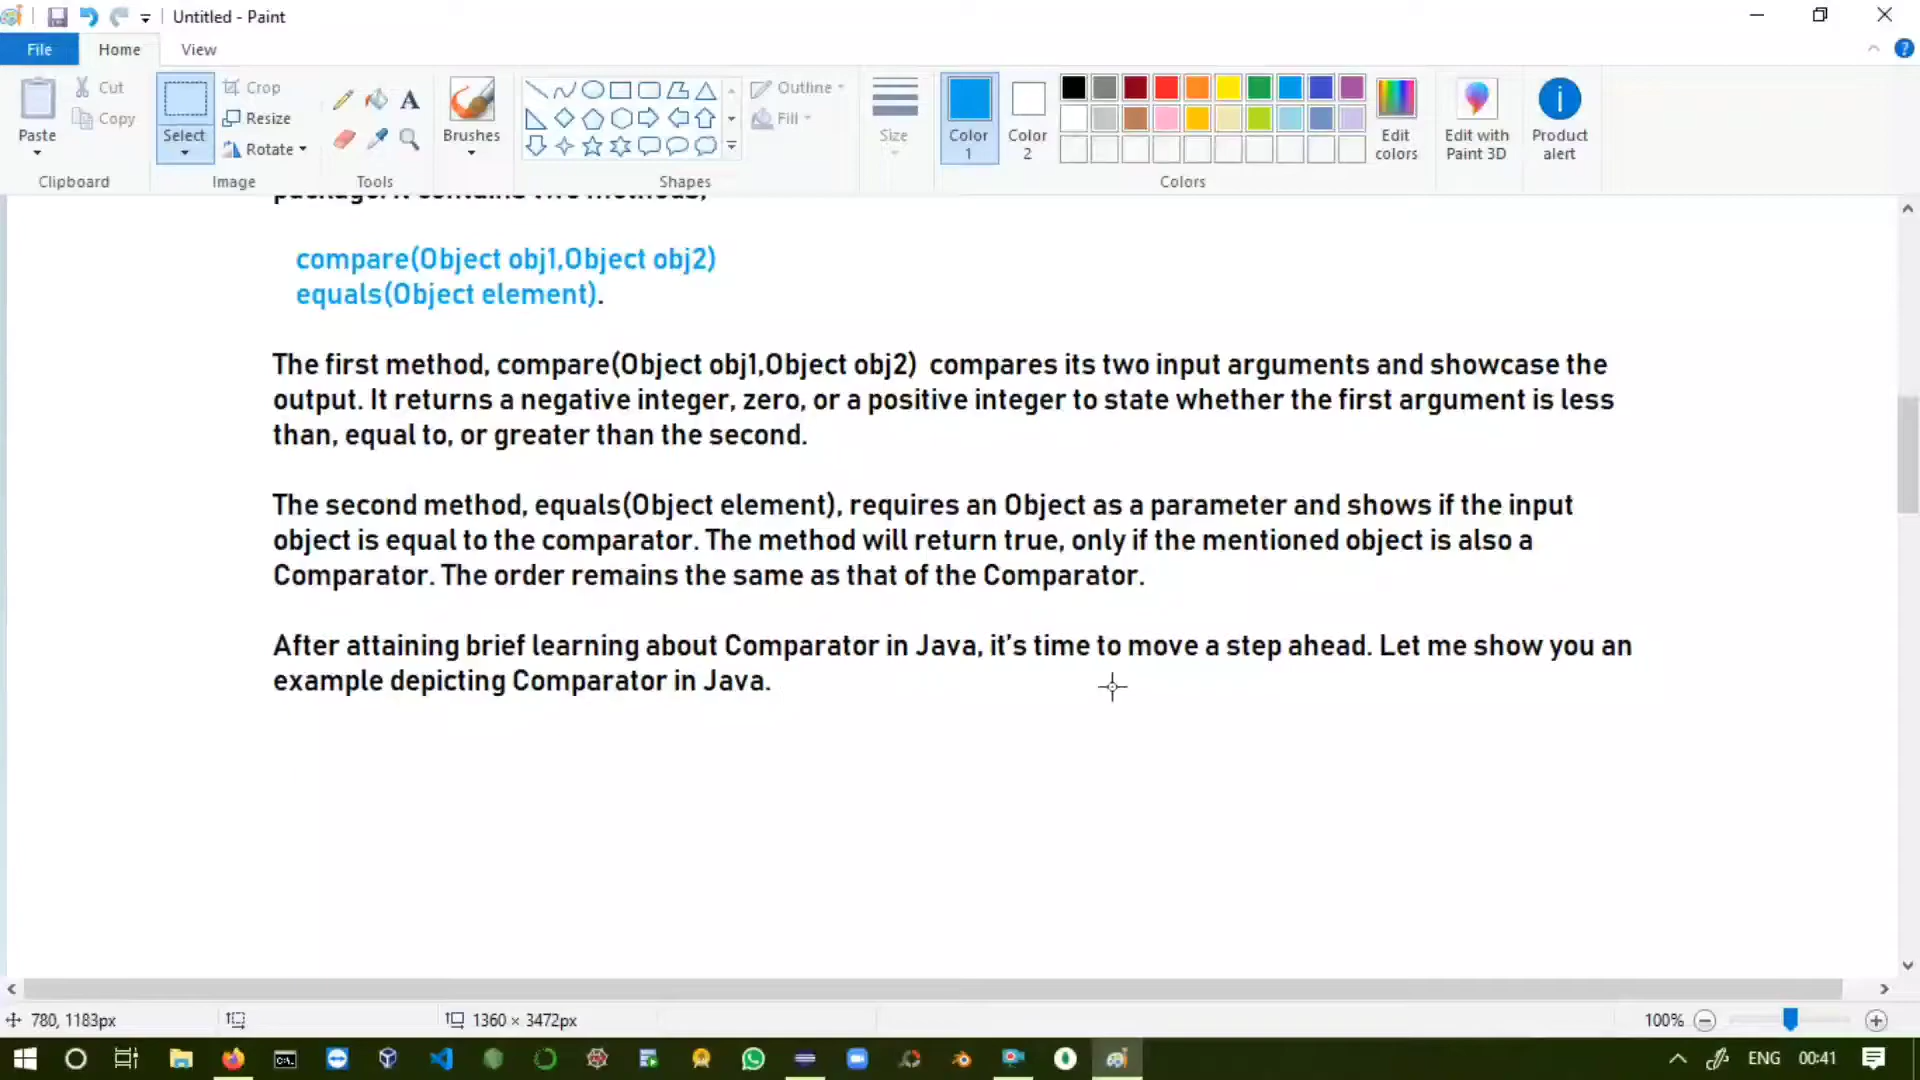 Untitled - Paint
File Home View
Paste Cut Copy Clipboard
Select Crop Resize Rotate Image
Tools
Brushes
Outline Fill Shapes
Size
Color 1
Color 2
Edit colors
Colors
Edit with Paint 3D
Product alert
package. It contains two methods,
compare(Object obj1,Object obj2)
equals(Object element).
The first method, compare(Object obj1,Object obj2) compares its two input arguments and showcase the
output. It returns a negative integer, zero, or a positive integer to state whether the first argument is less
than, equal to, or greater than the second.
The second method, equals(Object element), requires an Object as a parameter and shows if the input
object is equal to the comparator. The method will return true, only if the mentioned object is also a
Comparator. The order remains the same as that of the Comparator.
After attaining brief learning about Comparator in Java, it's time to move a step ahead. Let me show you an
example depicting Comparator in Java.
780, 1183px 1360 × 3472px 100%
ENG 00:41